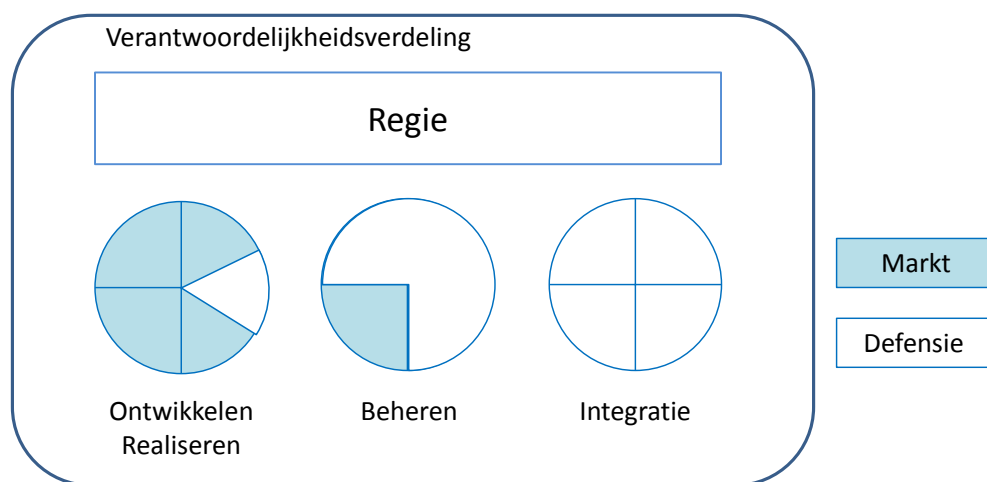 Verantwoordelijkheidsverdeling
Regie
Markt
Defensie
Ontwikkelen
Realiseren
Beheren
Integratie